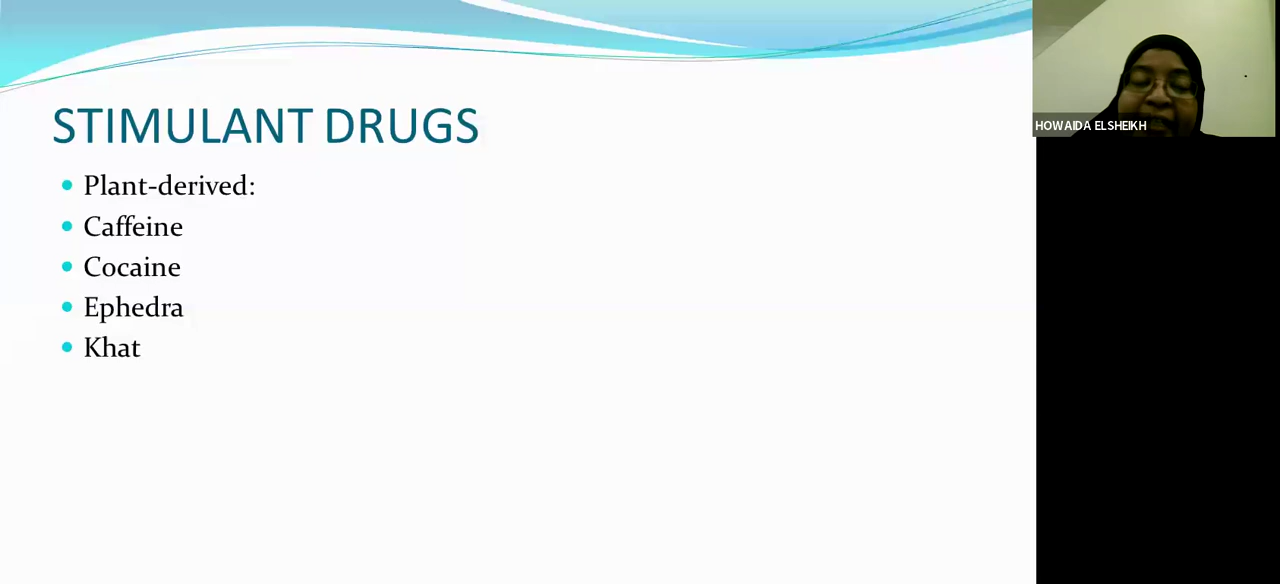 STIMULANT DRUGS
Plant-derived:
Caffeine
Cocaine
Ephedra
Khat
HOWAIDA ELSHEIKH